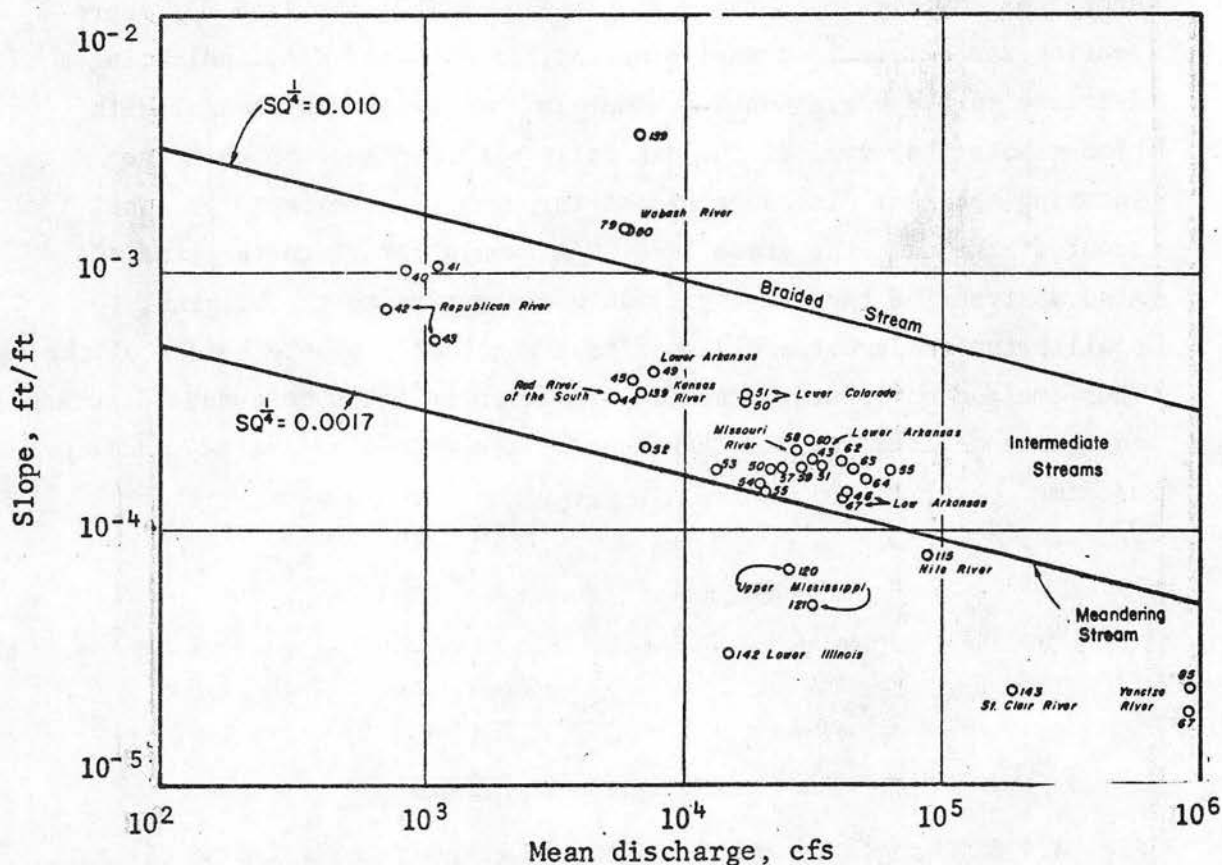 10-2
SQ1/4=0.010
139
79 80 Wabash River
10-3
40
41
Braided
Stream
42 Republican River
43
Lower Arkansas
49
45
Red River
of the South
44
139 Kansas
River
51 Lower Colorado
50
SQ1/4=0.0017
Missouri
River
58 60 Lower Arkansas
43 62
52
53
50
57 59 51
63
55
54
55
64
46
67 Low Arkansas
Intermediate
Streams
10-4
115
Nile River
120
Upper Mississippi
121
Meandering
Stream
142 Lower Illinois
143
St. Clair River
Yangtze
River
67
10-5
Slope, ft/ft
102
103
104
105
106
Mean discharge, cfs